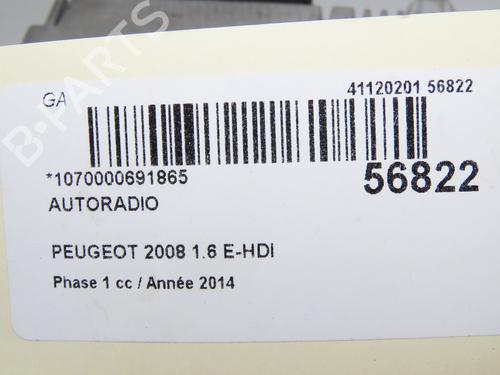 GA
41120201 56822
*1070000691865
56822
AUTORADIO
PEUGEOT 2008 1.6 E-HDI
Phase 1 cc / Année 2014
B-PARTS